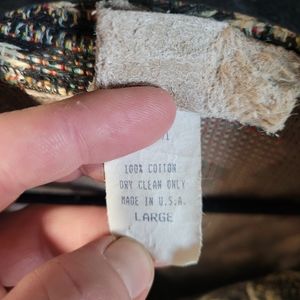 100% COTTON
DRY CLEAN ONLY
MADE IN U.S.A.
LARGE